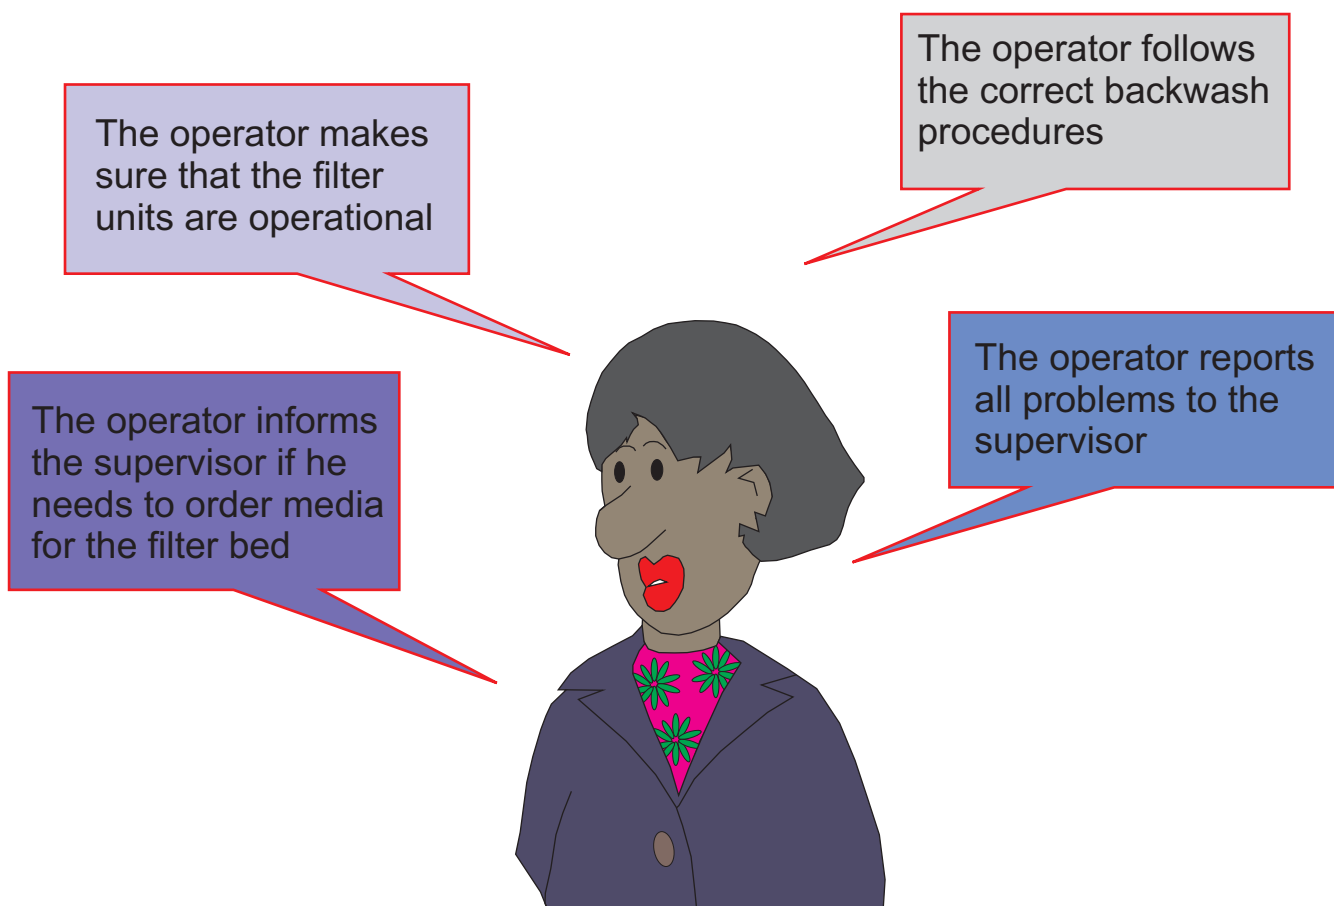 The operator makes
sure that the filter
units are operational
The operator follows
the correct backwash
procedures
The operator informs
the supervisor if he
needs to order media
for the filter bed
The operator reports
all problems to the
supervisor